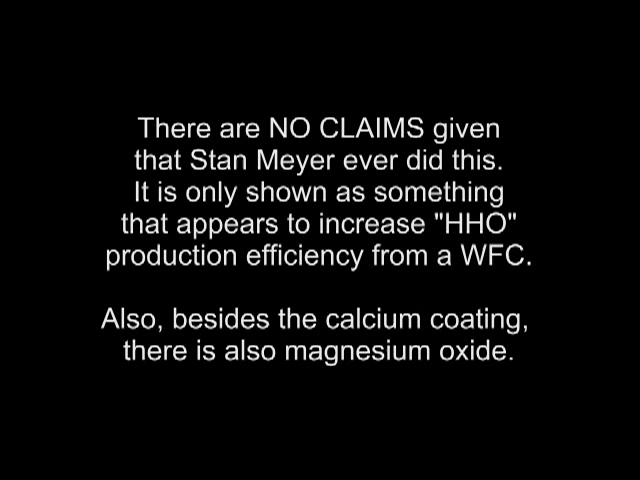 There are NO CLAIMS given
that Stan Meyer ever did this.
It is only shown as something
that appears to increase "HHO"
production efficiency from a WFC.
Also, besides the calcium coating,
there is also magnesium oxide.